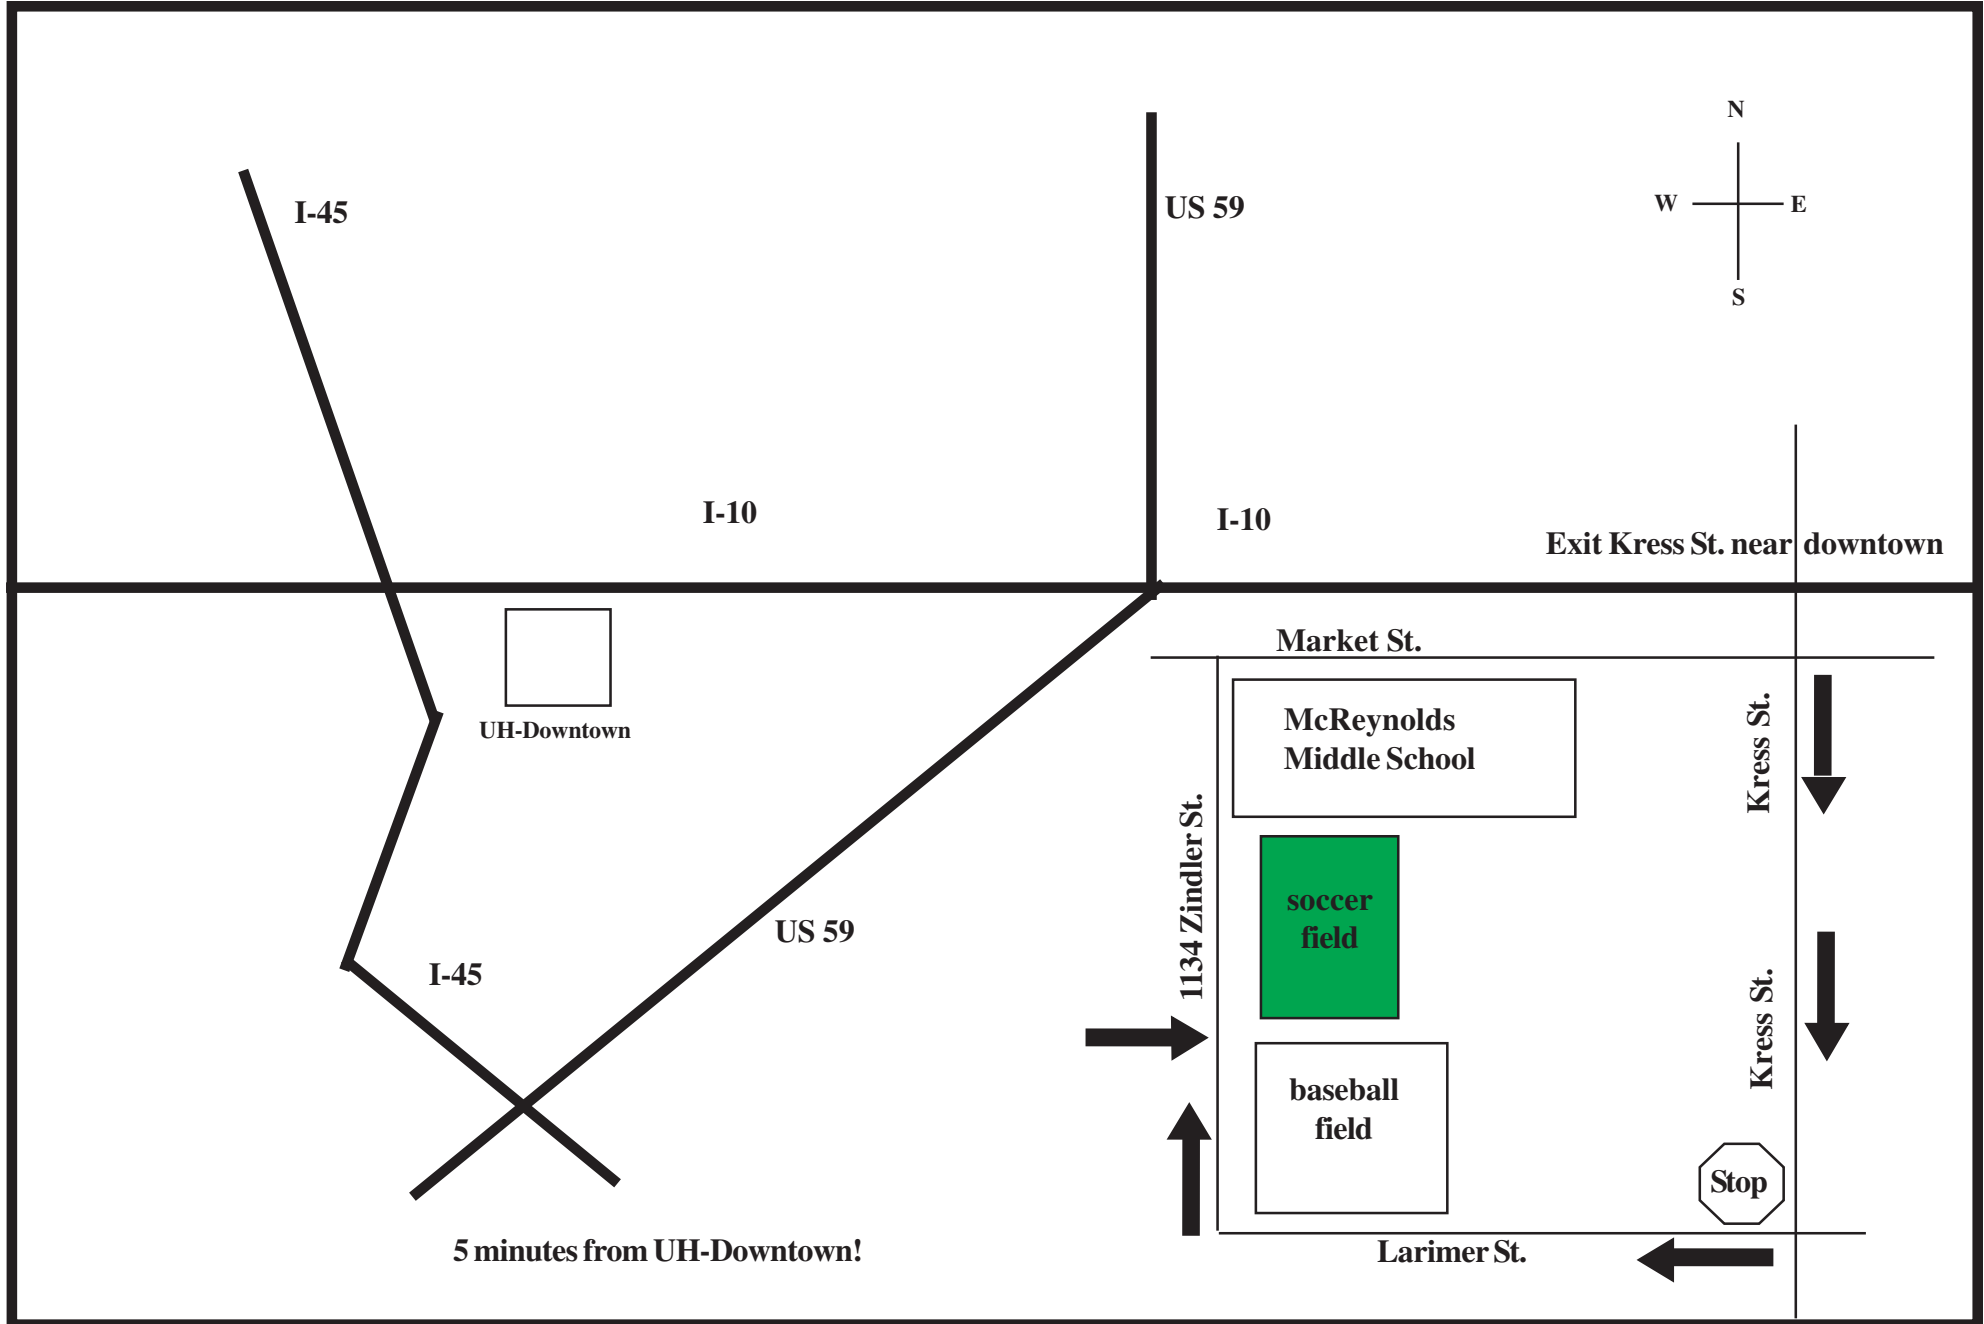 N
I-45
US 59
W
E
S
I-10
I-10
Exit Kress St. near downtown
Market St.
UH-Downtown
McReynolds
Middle School
Kress St.
1134 Zindler St.
soccer
field
US 59
I-45
Kress St.
baseball
field
Stop
5 minutes from UH-Downtown!
Larimer St.